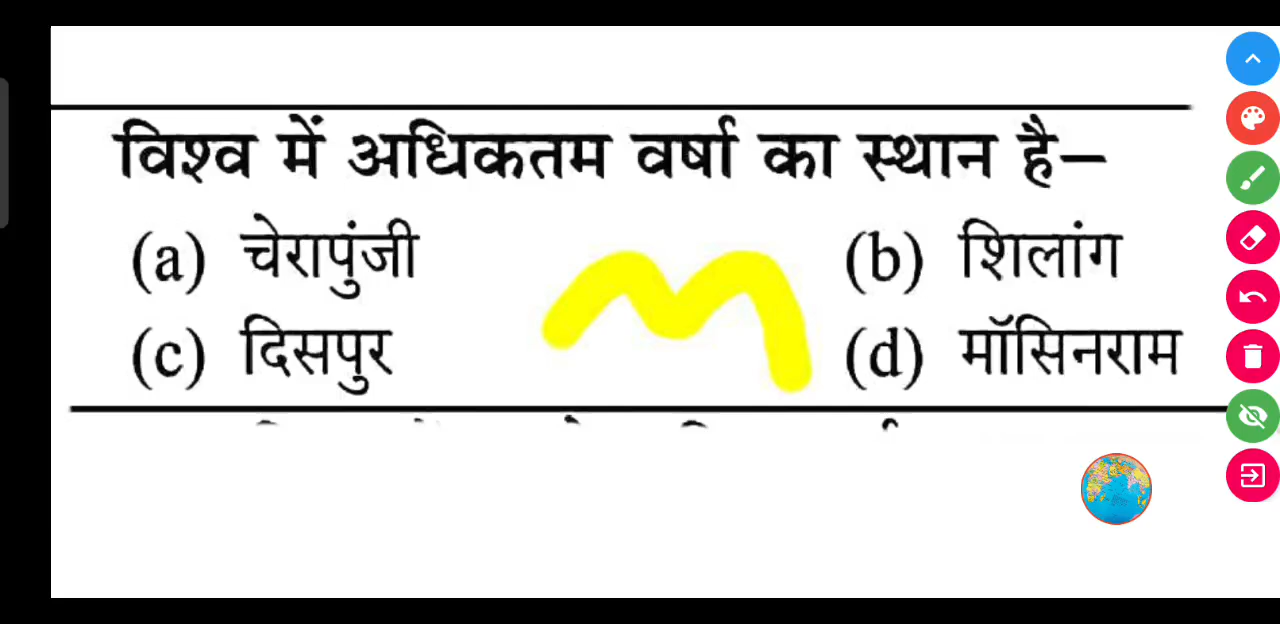 विश्व में अधिकतम वर्षा का स्थान है–
(a) चेरापुंजी (b) शिलांग
(c) दिसपुर (d) मॉसिनराम